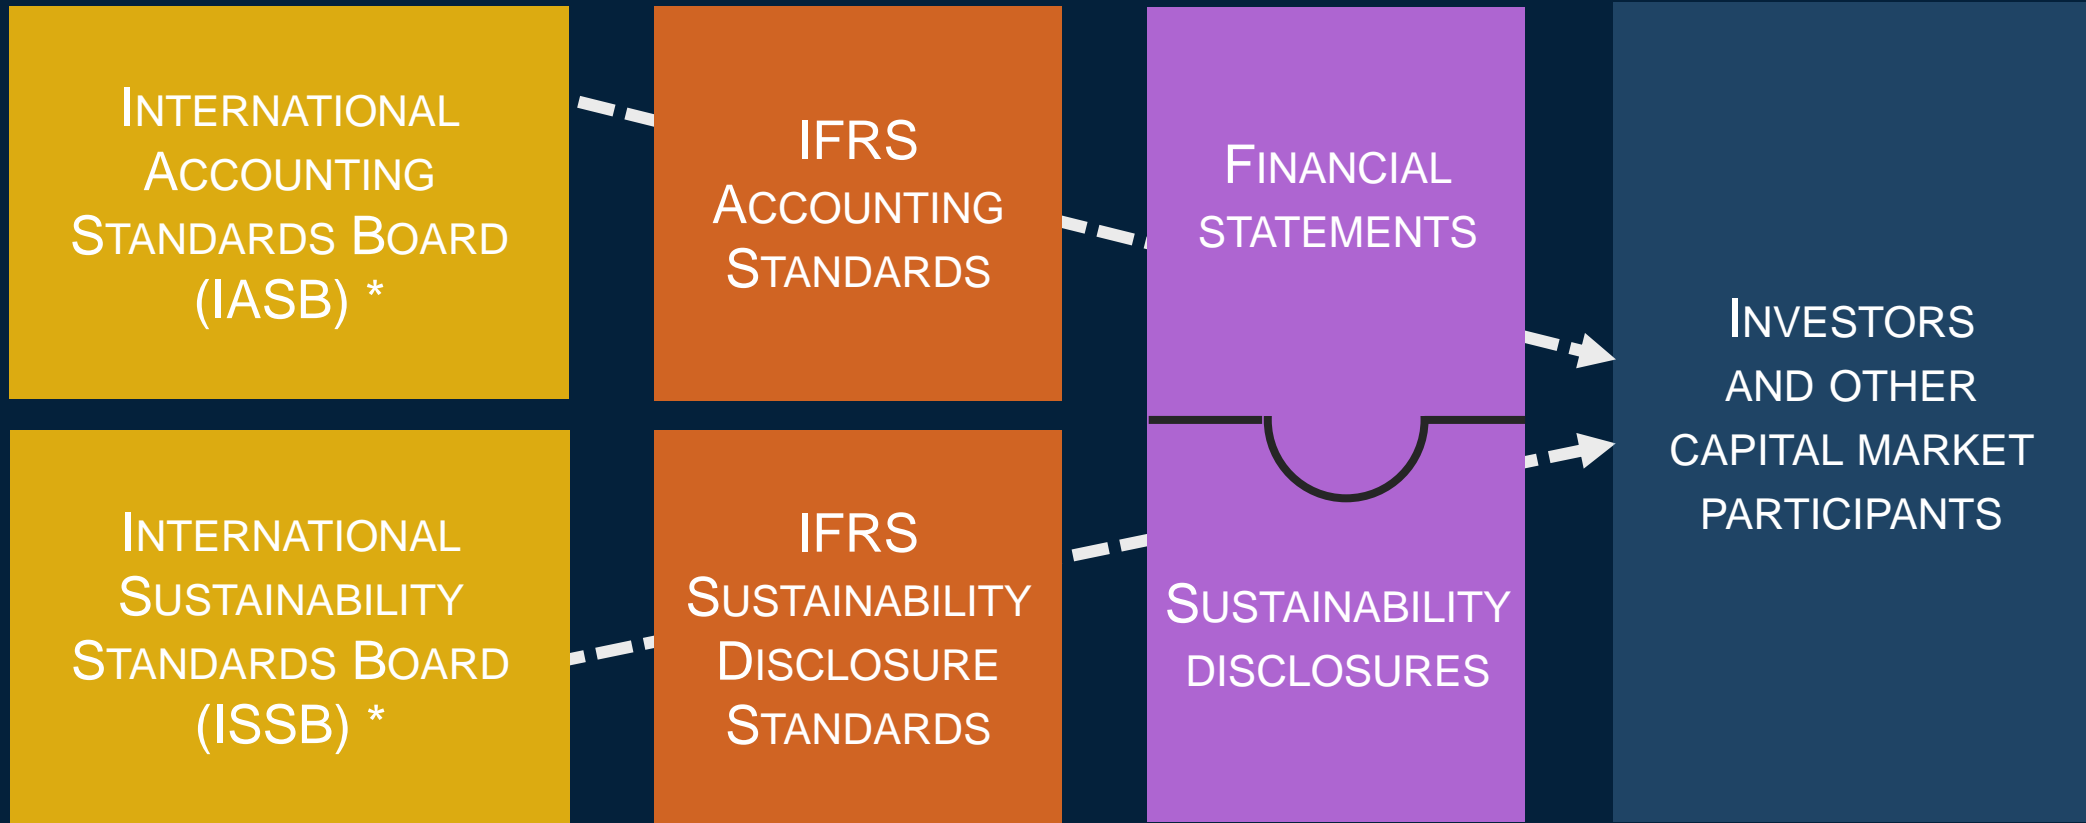 INTERNATIONAL
ACCOUNTING
STANDARDS BOARD
(IASB) *
IFRS
ACCOUNTING
STANDARDS
FINANCIAL
STATEMENTS
INTERNATIONAL
SUSTAINABILITY
STANDARDS BOARD
(ISSB) *
IFRS
SUSTAINABILITY
DISCLOSURE
STANDARDS
SUSTAINABILITY
DISCLOSURES
INVESTORS
AND OTHER
CAPITAL MARKET
PARTICIPANTS